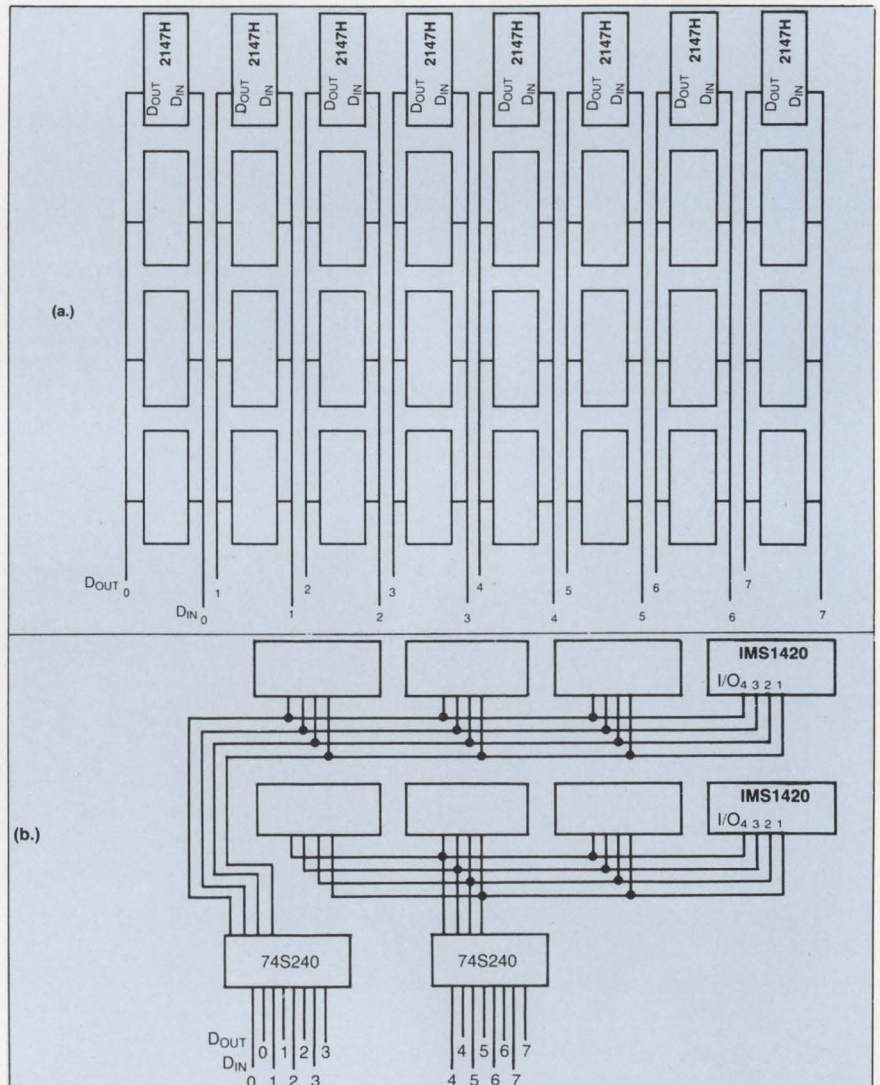 2147H 2147H 2147H 2147H 2147H 2147H 2147H 2147H
DOUT DIN DOUT DIN DOUT DIN DOUT DIN DOUT DIN DOUT DIN DOUT DIN DOUT DIN
(a.)
DOUT 0 1 2 3 4 5 6 7
DIN 0 1 2 3 4 5 6 7
IMS1420
I/O4 3 2 1
IMS1420
I/O4 3 2 1
(b.)
74S240 74S240
DOUT 0 1 2 3 4 5 6 7
DIN 0 1 2 3 4 5 6 7